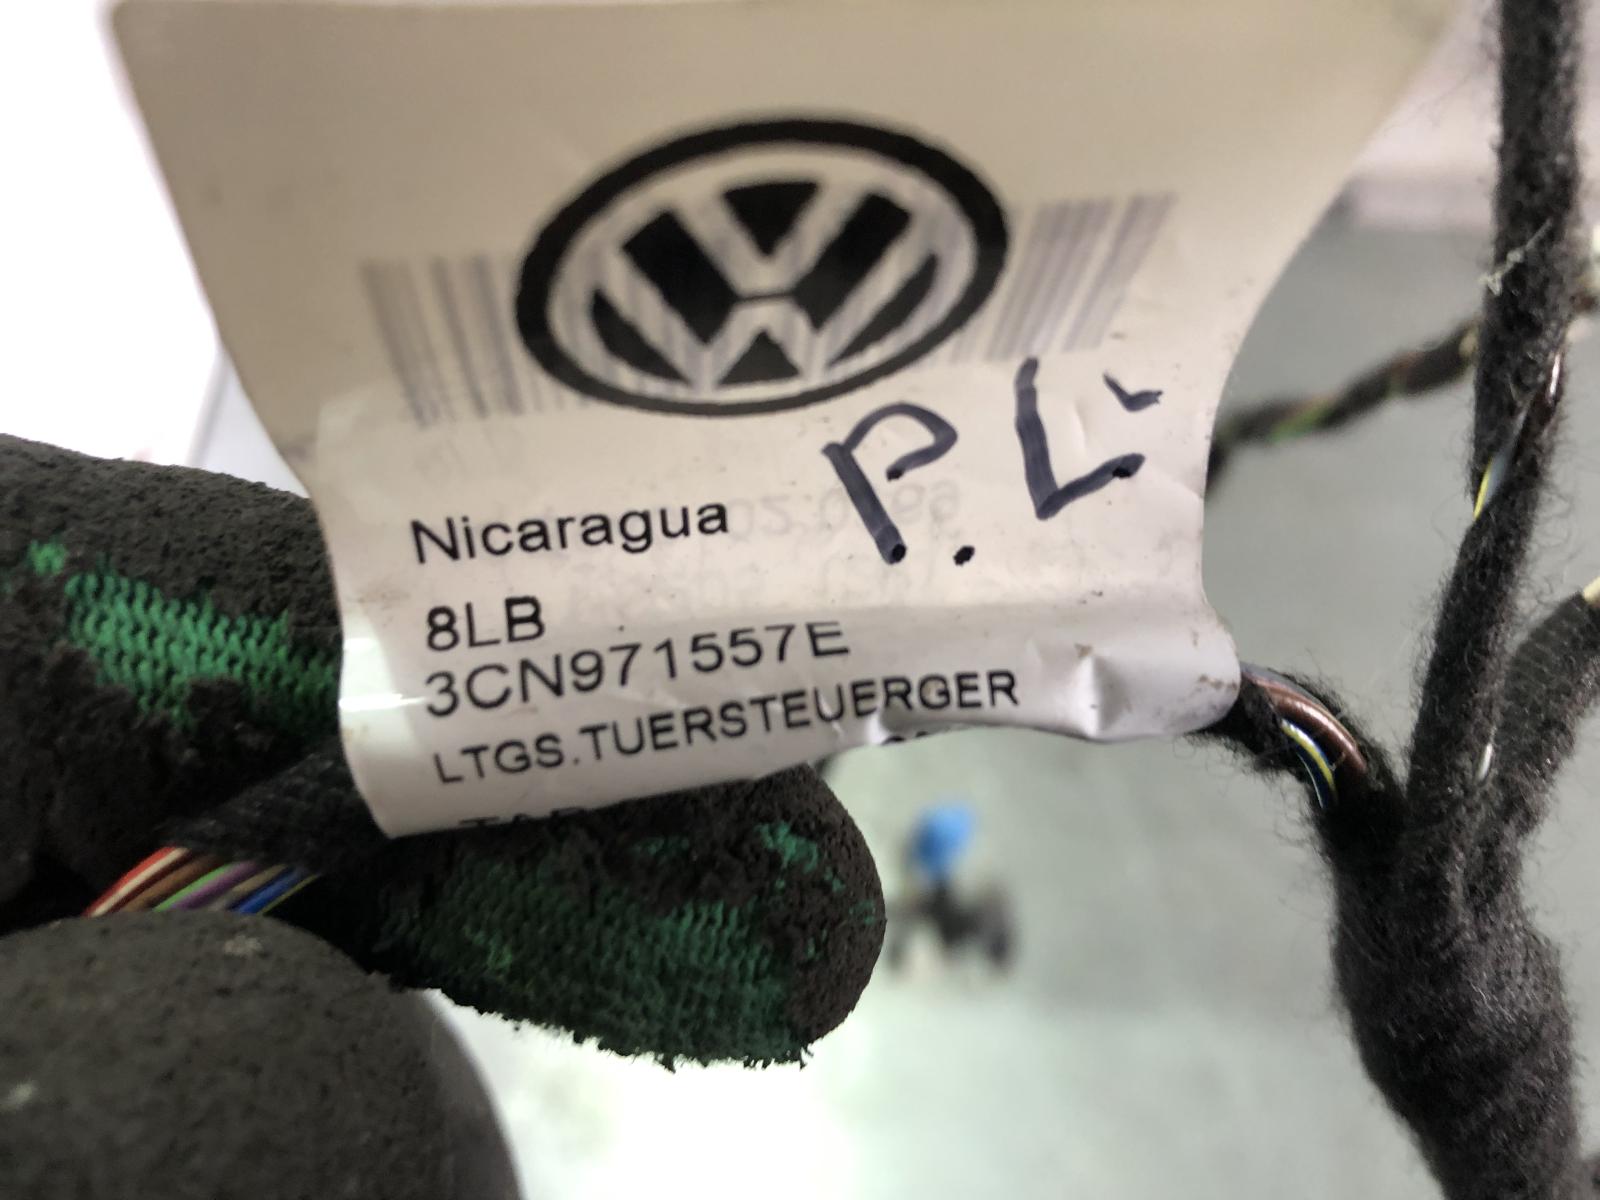 P. L
Nicaragua
8LB
3CN971557E
LTGS.TUERSTEUERGER